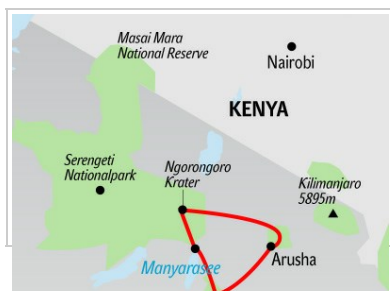 Masai Mara
National Reserve
Nairobi
KENYA
Serengeti
Nationalpark
Ngorongoro
Krater
Kilimanjaro
5895m
Manyarasee
Arusha